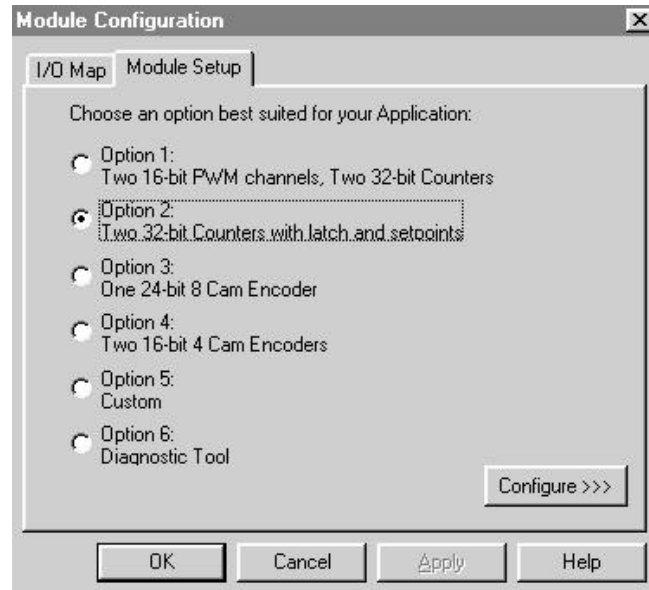 Module Configuration
I/O Map Module Setup
Choose an option best suited for your Application:
Option 1:
Two 16-bit PWM channels, Two 32-bit Counters
Option 2:
Two 32-bit Counters with latch and setpoints
Option 3:
One 24-bit 8 Cam Encoder
Option 4:
Two 16-bit 4 Cam Encoders
Option 5:
Custom
Option 6:
Diagnostic Tool
Configure >>>
OK Cancel Apply Help